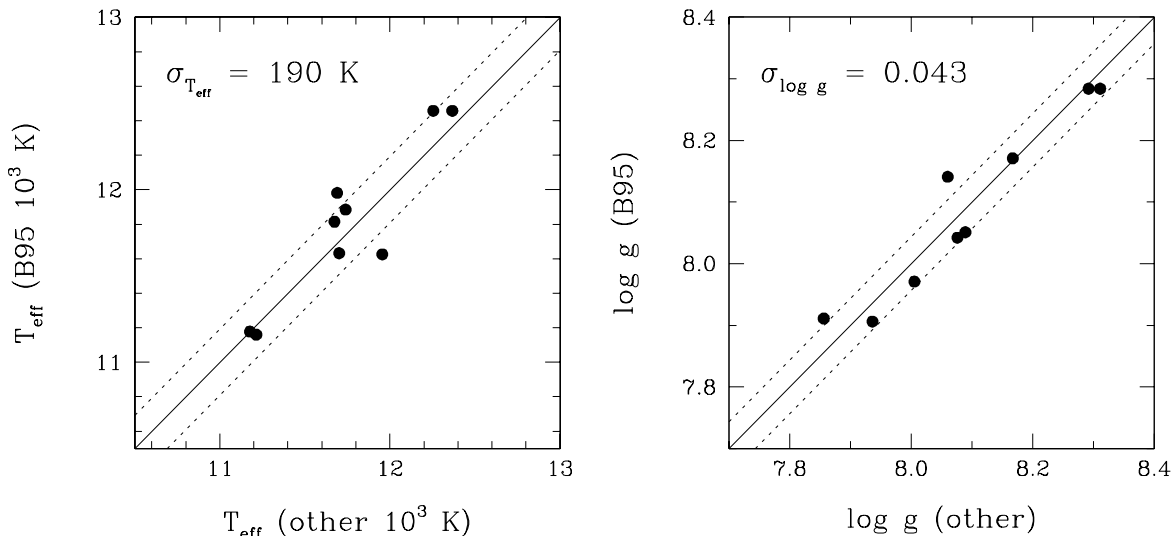 13
12
11
11 12 13
T_eff (B95 10^3 K)
T_eff (other 10^3 K)
σ_T_eff = 190 K
8.4
8.2
8.0
7.8
7.8 8.0 8.2 8.4
log g (B95)
log g (other)
σ_log g = 0.043